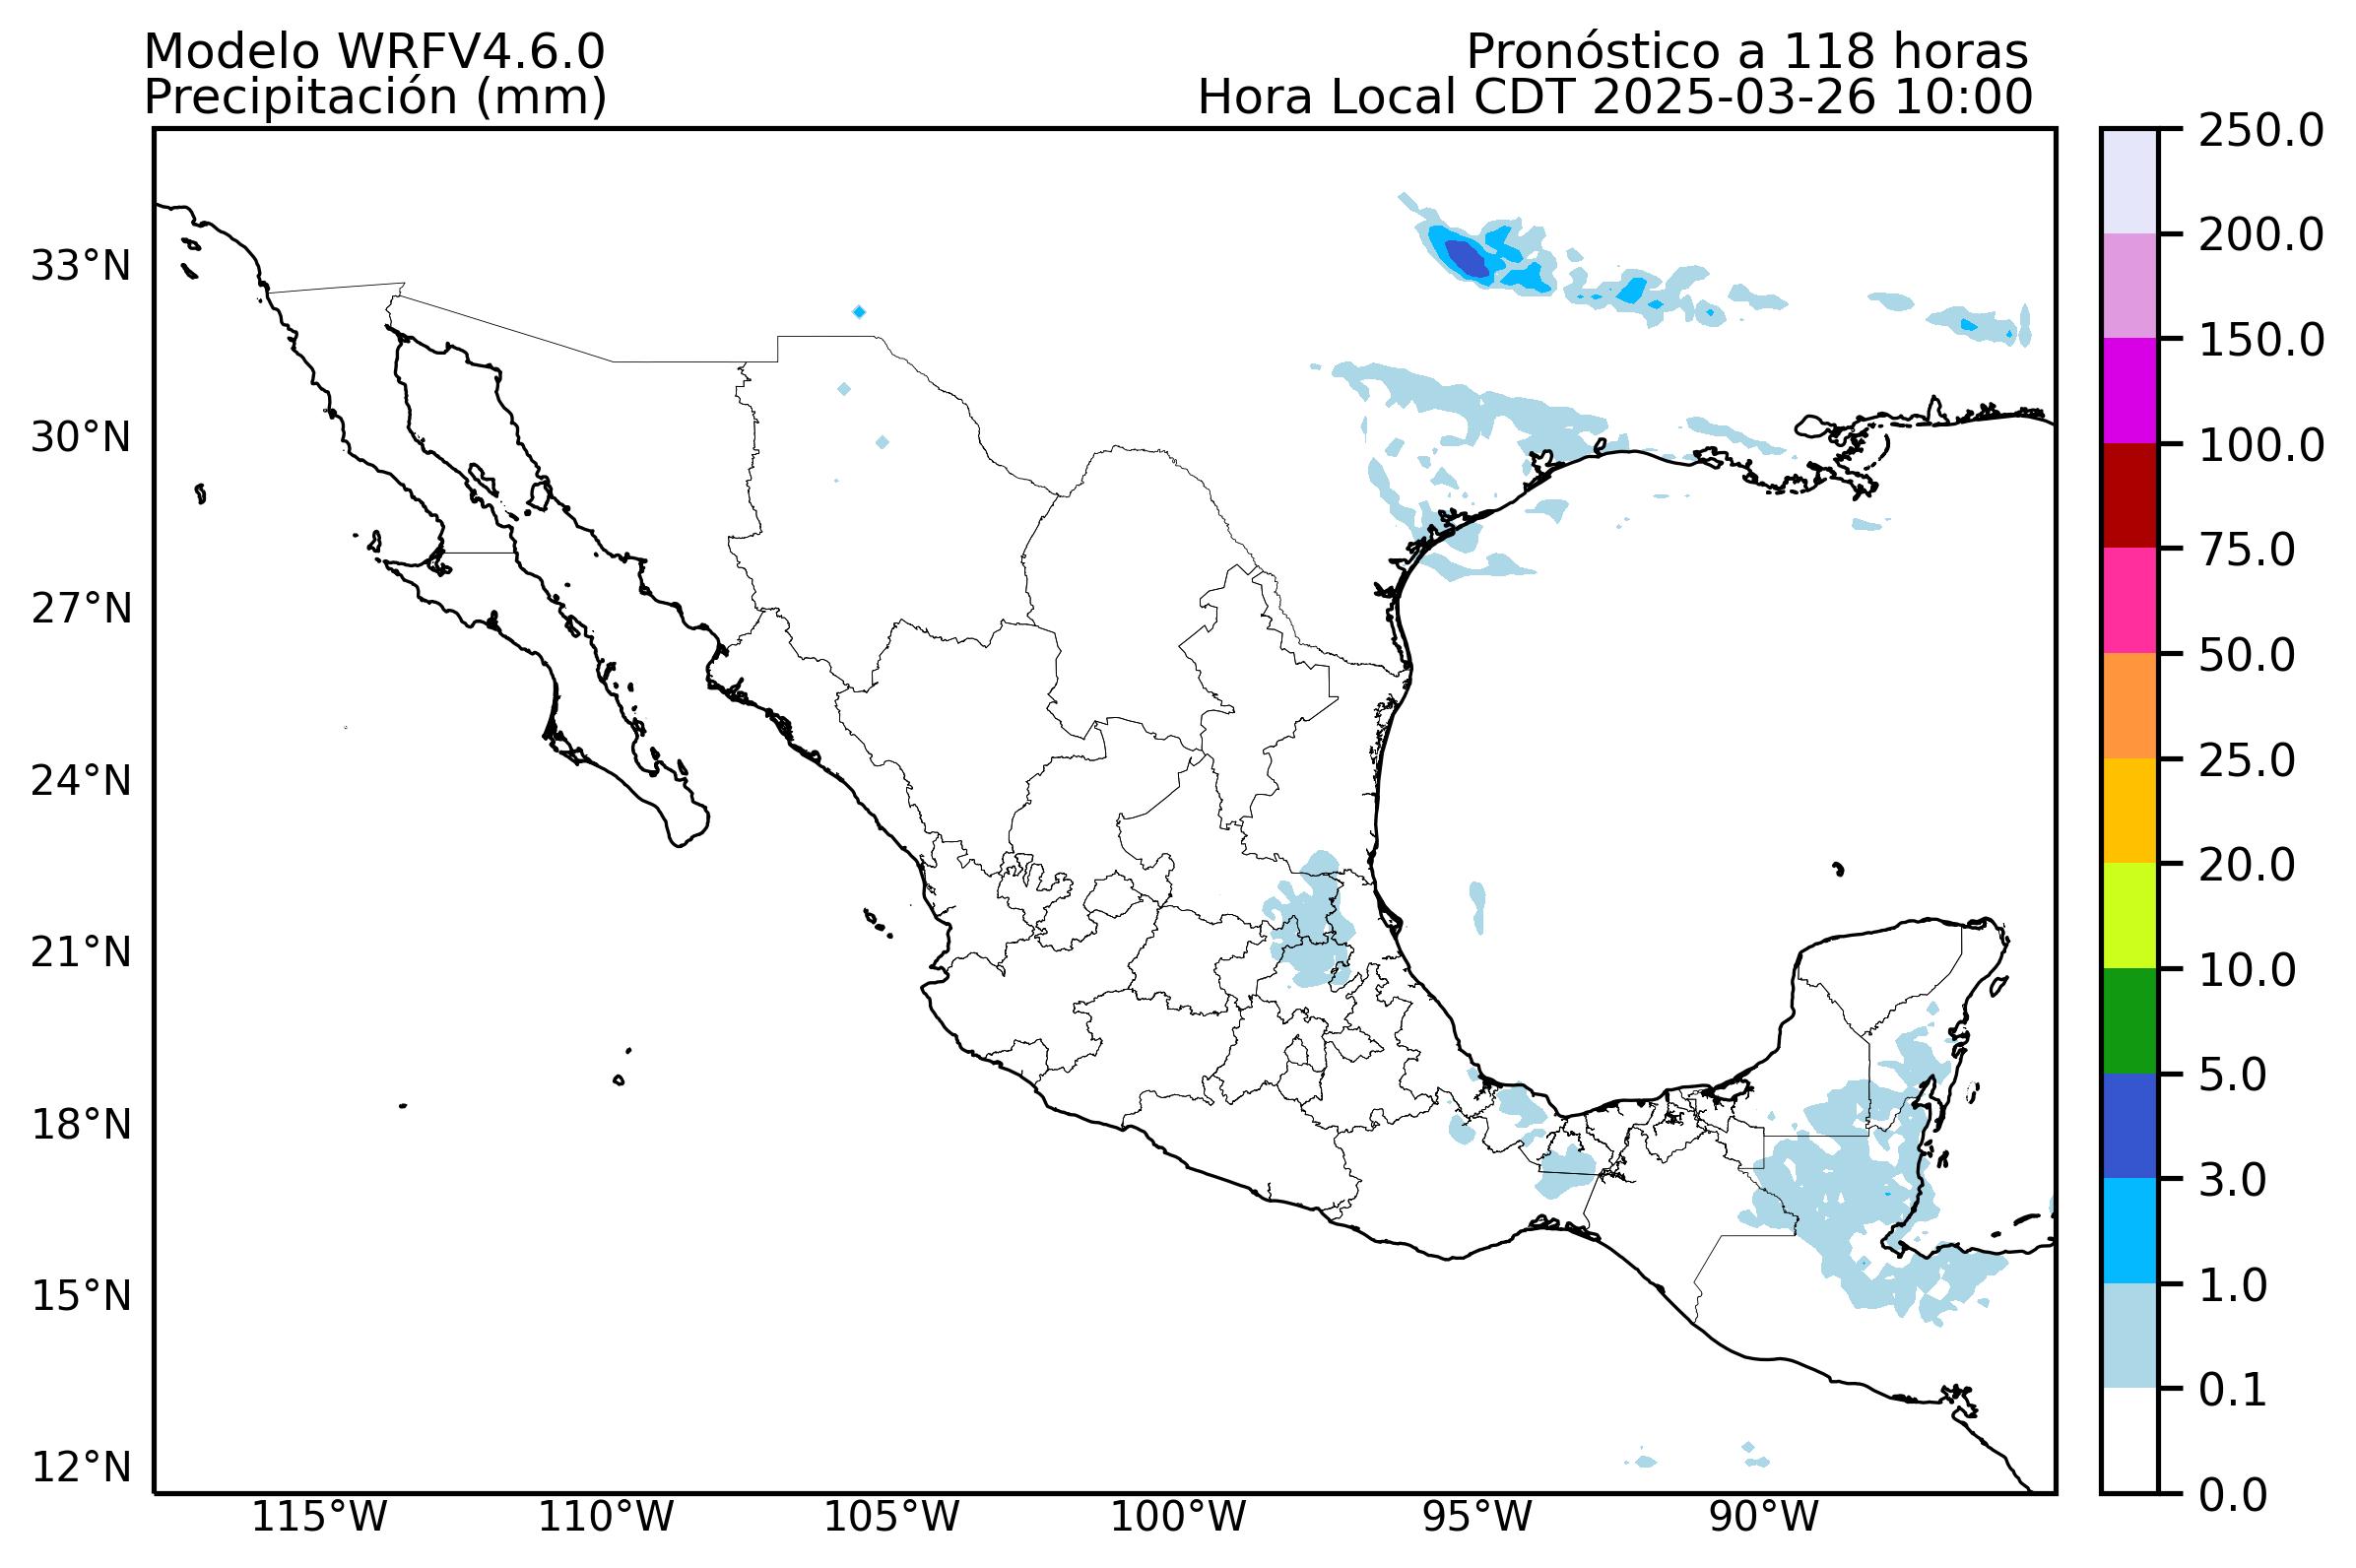 Modelo WRFV4.6.0
Pronóstico a 118 horas
Precipitación (mm)
Hora Local CDT 2025-03-26 10:00
33°N
30°N
27°N
24°N
21°N
18°N
15°N
12°N
115°W
110°W
105°W
100°W
95°W
90°W
250.0
200.0
150.0
100.0
75.0
50.0
25.0
20.0
10.0
5.0
3.0
1.0
0.1
0.0